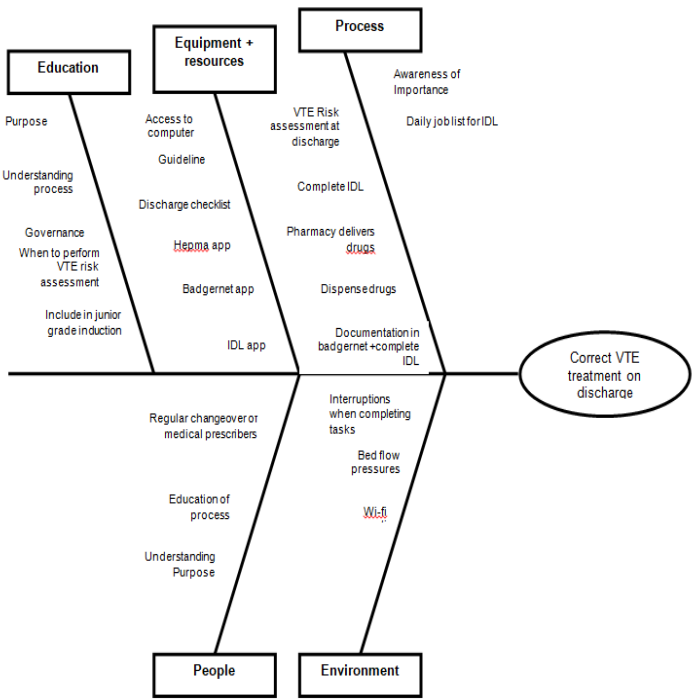 Process
Equipment +
resources
Education
Awareness of
Importance
Daily job list for IDL
VTE Risk
assessment at
discharge
Complete IDL
Pharmacy delivers
drugs
Dispense drugs
Documentation in
badgernet +complete
IDL
Access to
computer
Guideline
Discharge checklist
Hepma app
Badgernet app
IDL app
Purpose
Understanding
process
Governance
When to perform
VTE risk
assessment
Include in junior
grade induction
Correct VTE
treatment on
discharge
Regular changeover or
medical prescribers
Education of
process
Understanding
Purpose
Interruptions
when completing
tasks
Bed flow
pressures
Wi-fi
People
Environment